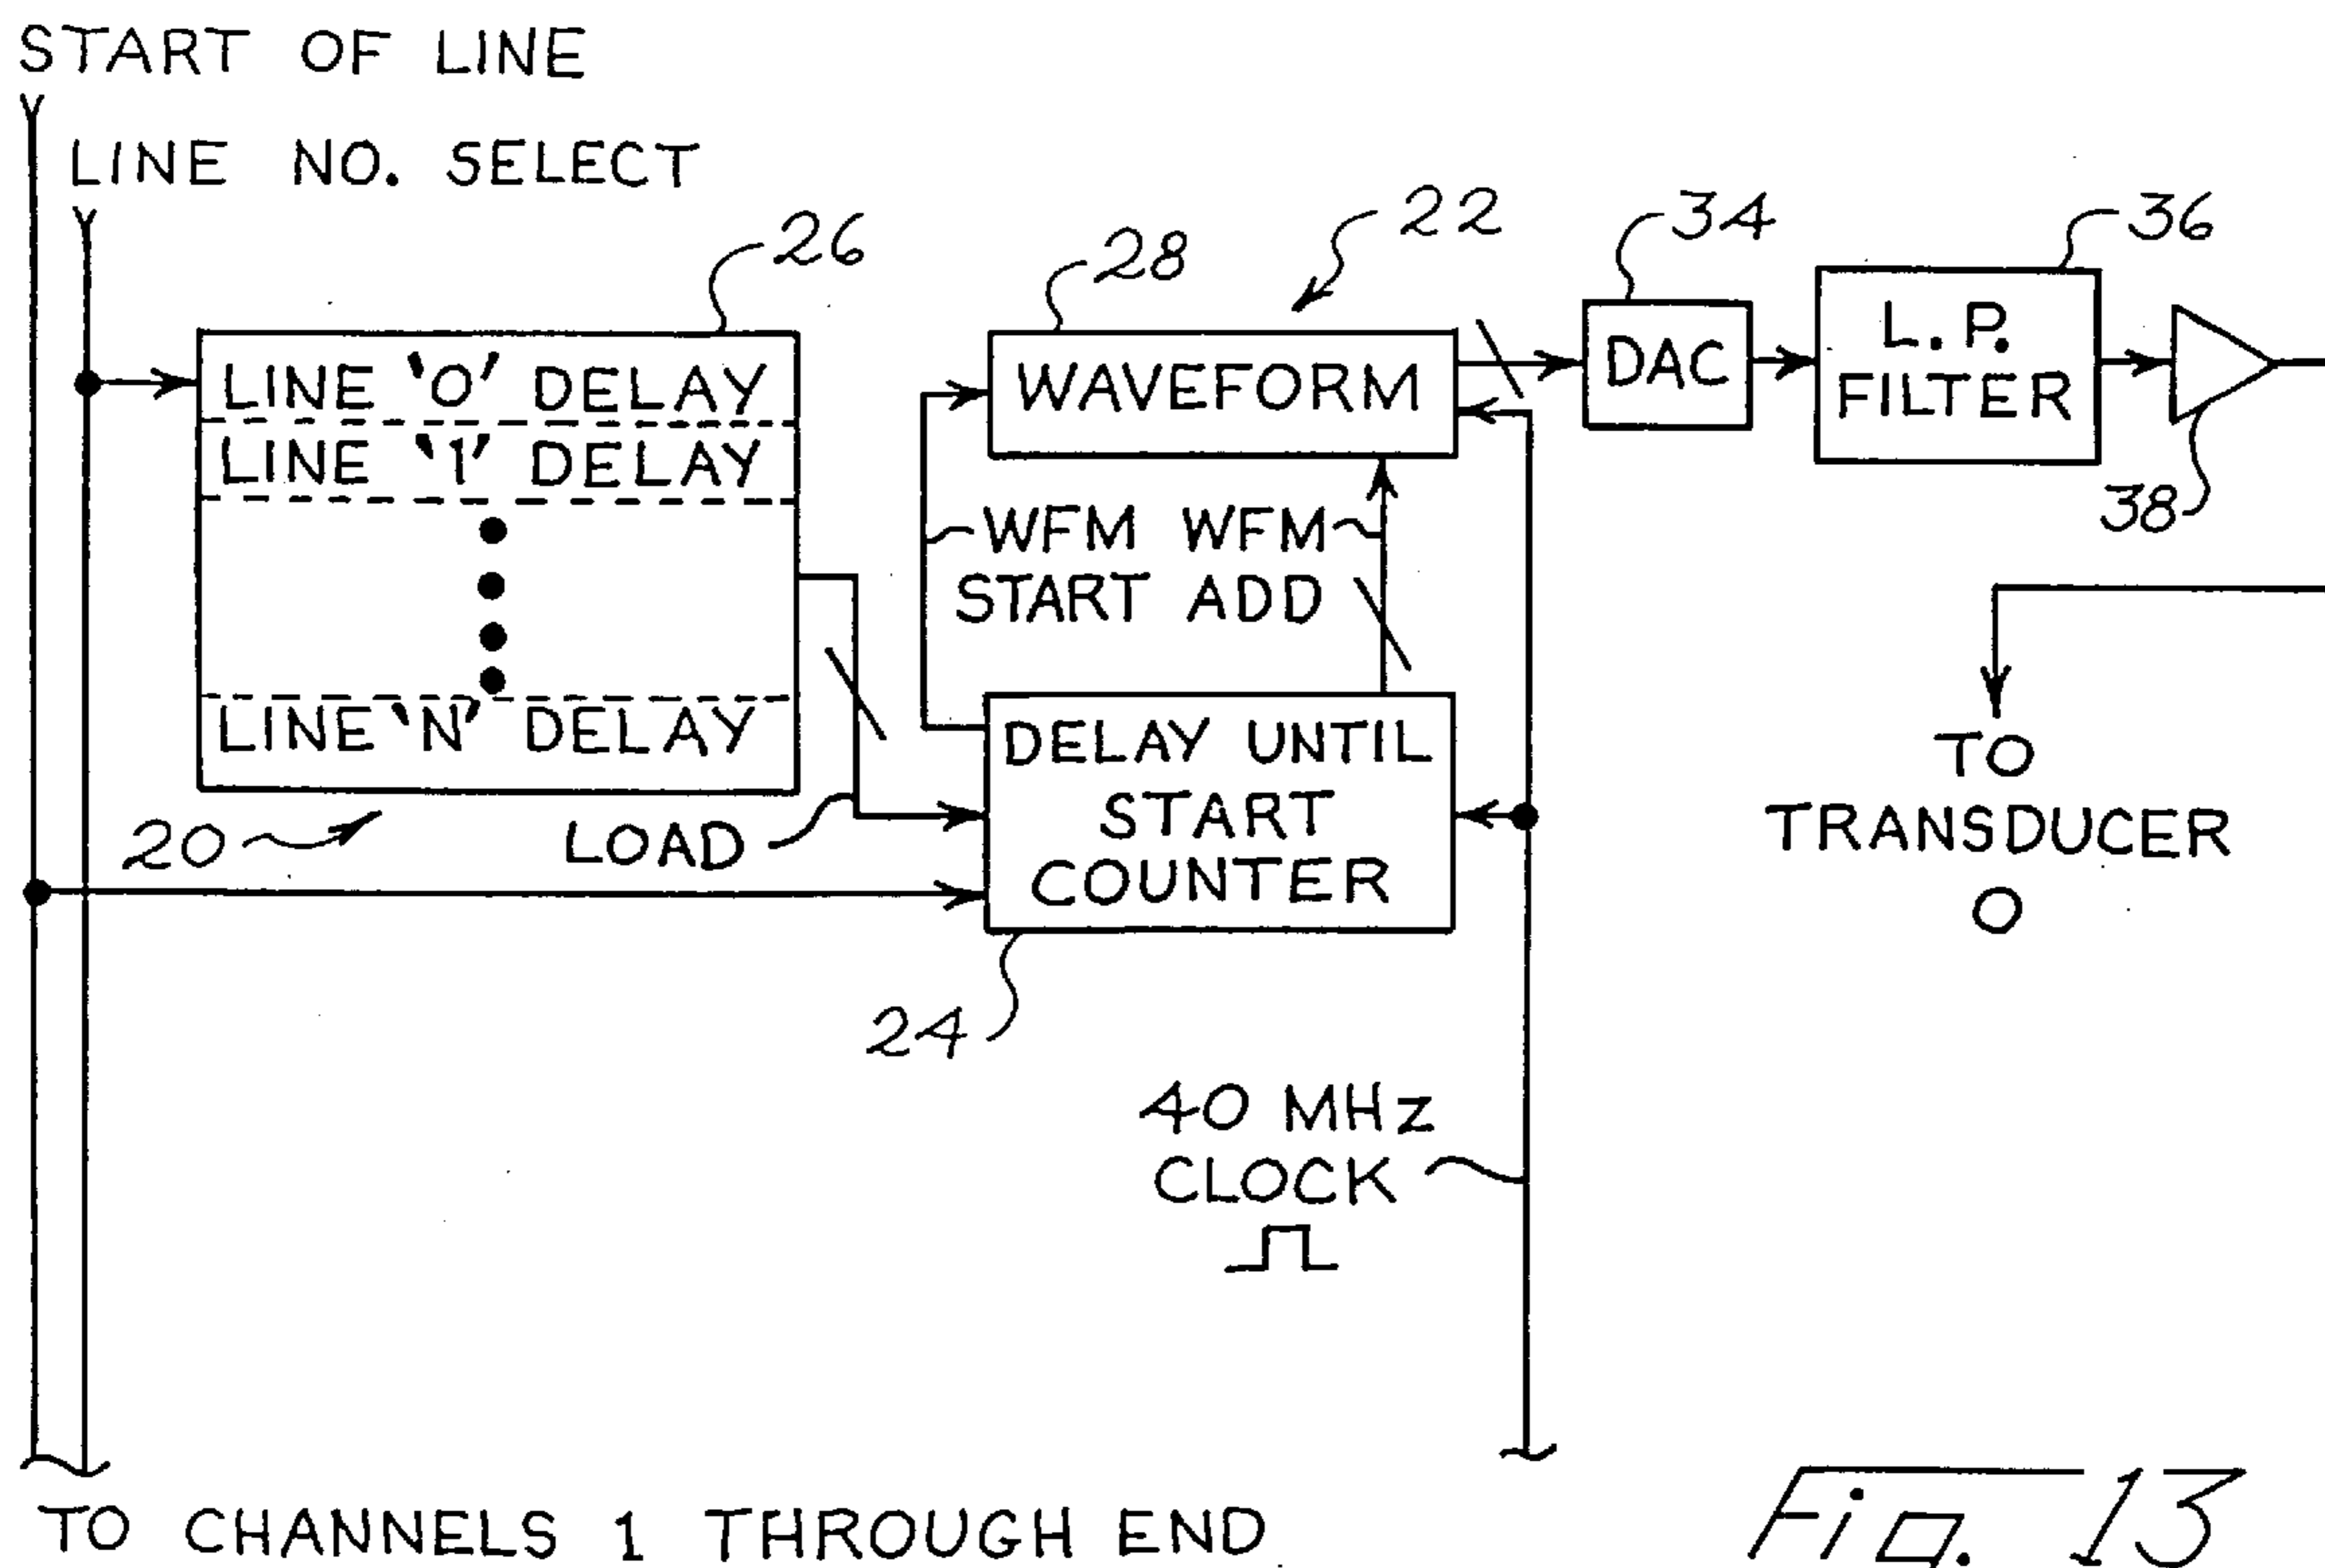 START OF LINE
LINE NO. SELECT
26
28
22
34
36
LINE '0' DELAY
LINE '1' DELAY
LINE 'N' DELAY
WAVEFORM
DAC
L. P.
FILTER
38
WFM WFM
START ADD
DELAY UNTIL
START
COUNTER
20
LOAD
24
TO
TRANSDUCER
0
40 MHz
CLOCK
TO CHANNELS 1 THROUGH END
Fig. 13